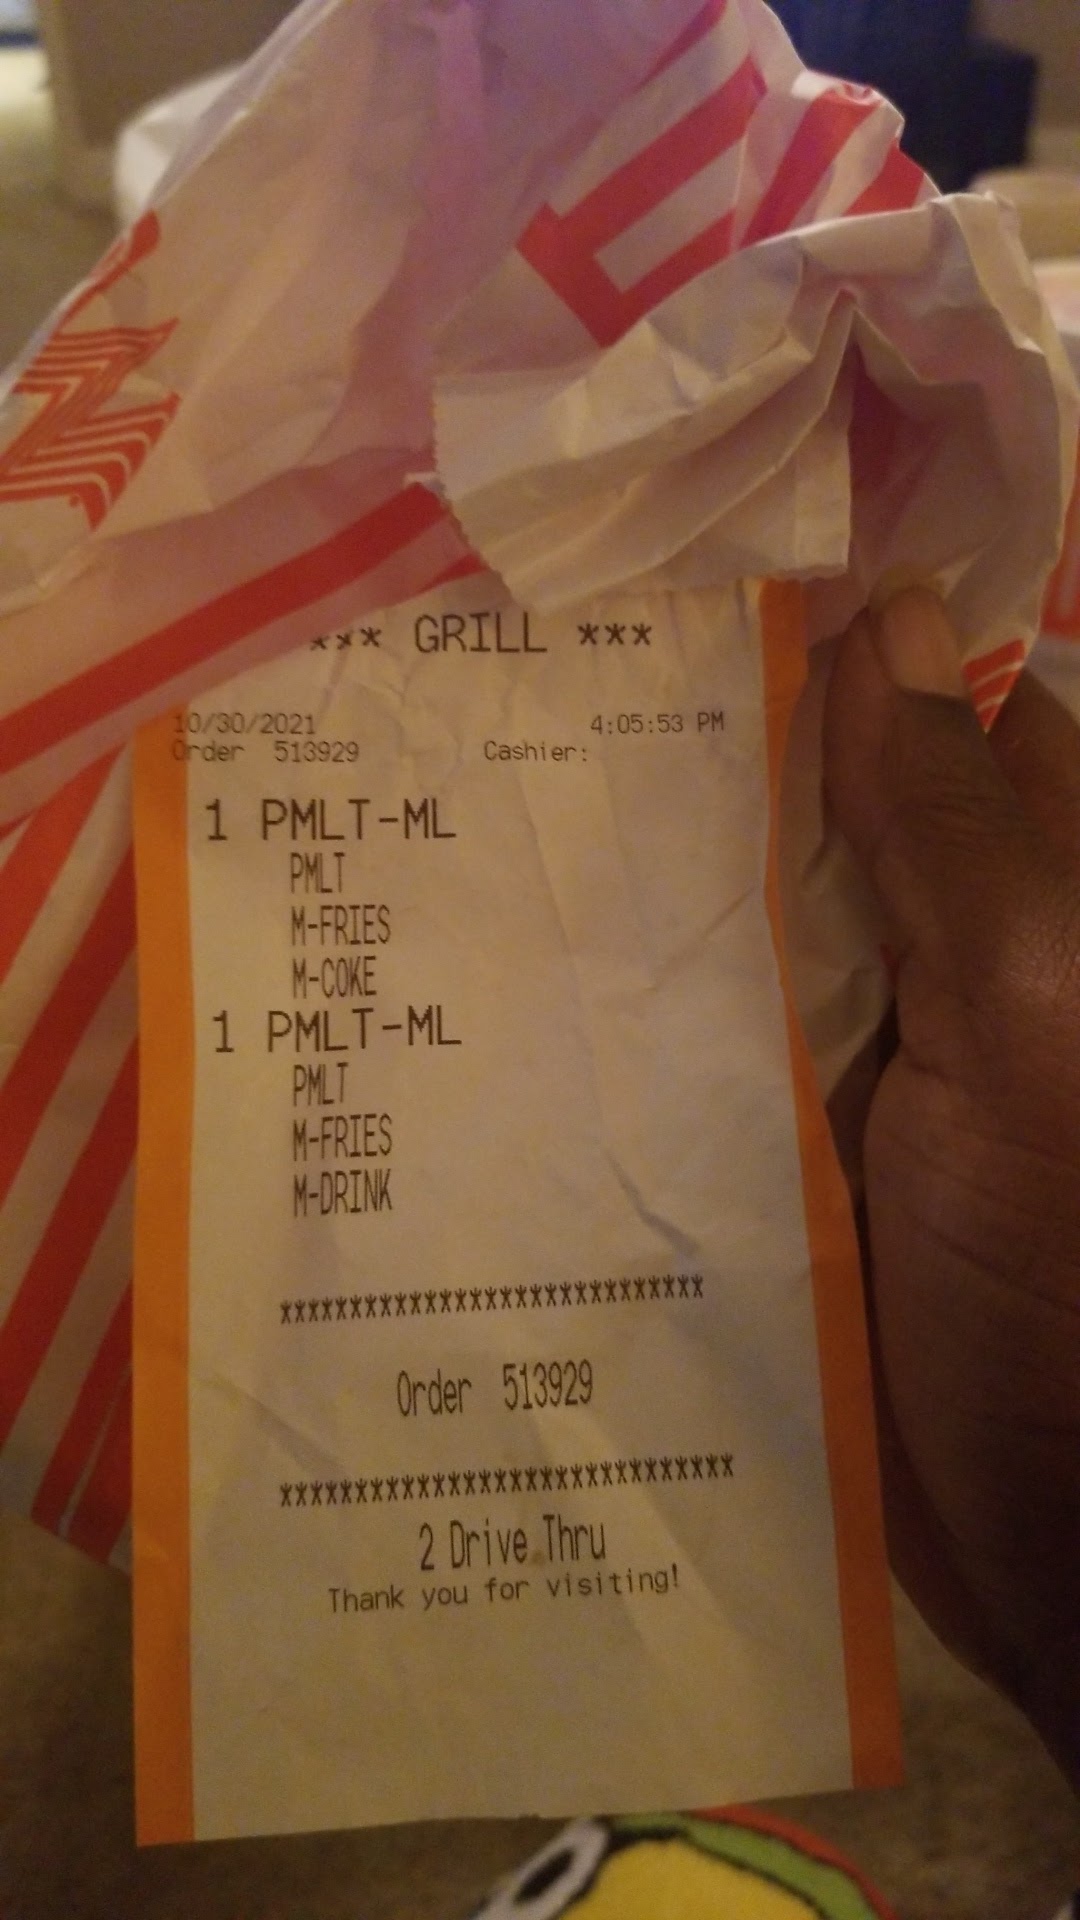 *** GRILL ***
10/30/2021 4:05:53 PM
Order 513929 Cashier:
1 PMLT-ML
PMLT
M-FRIES
M-COKE
1 PMLT-ML
PMLT
M-FRIES
M-DRINK
****************************
Order 513929
******************************
2 Drive Thru
Thank you for visiting!